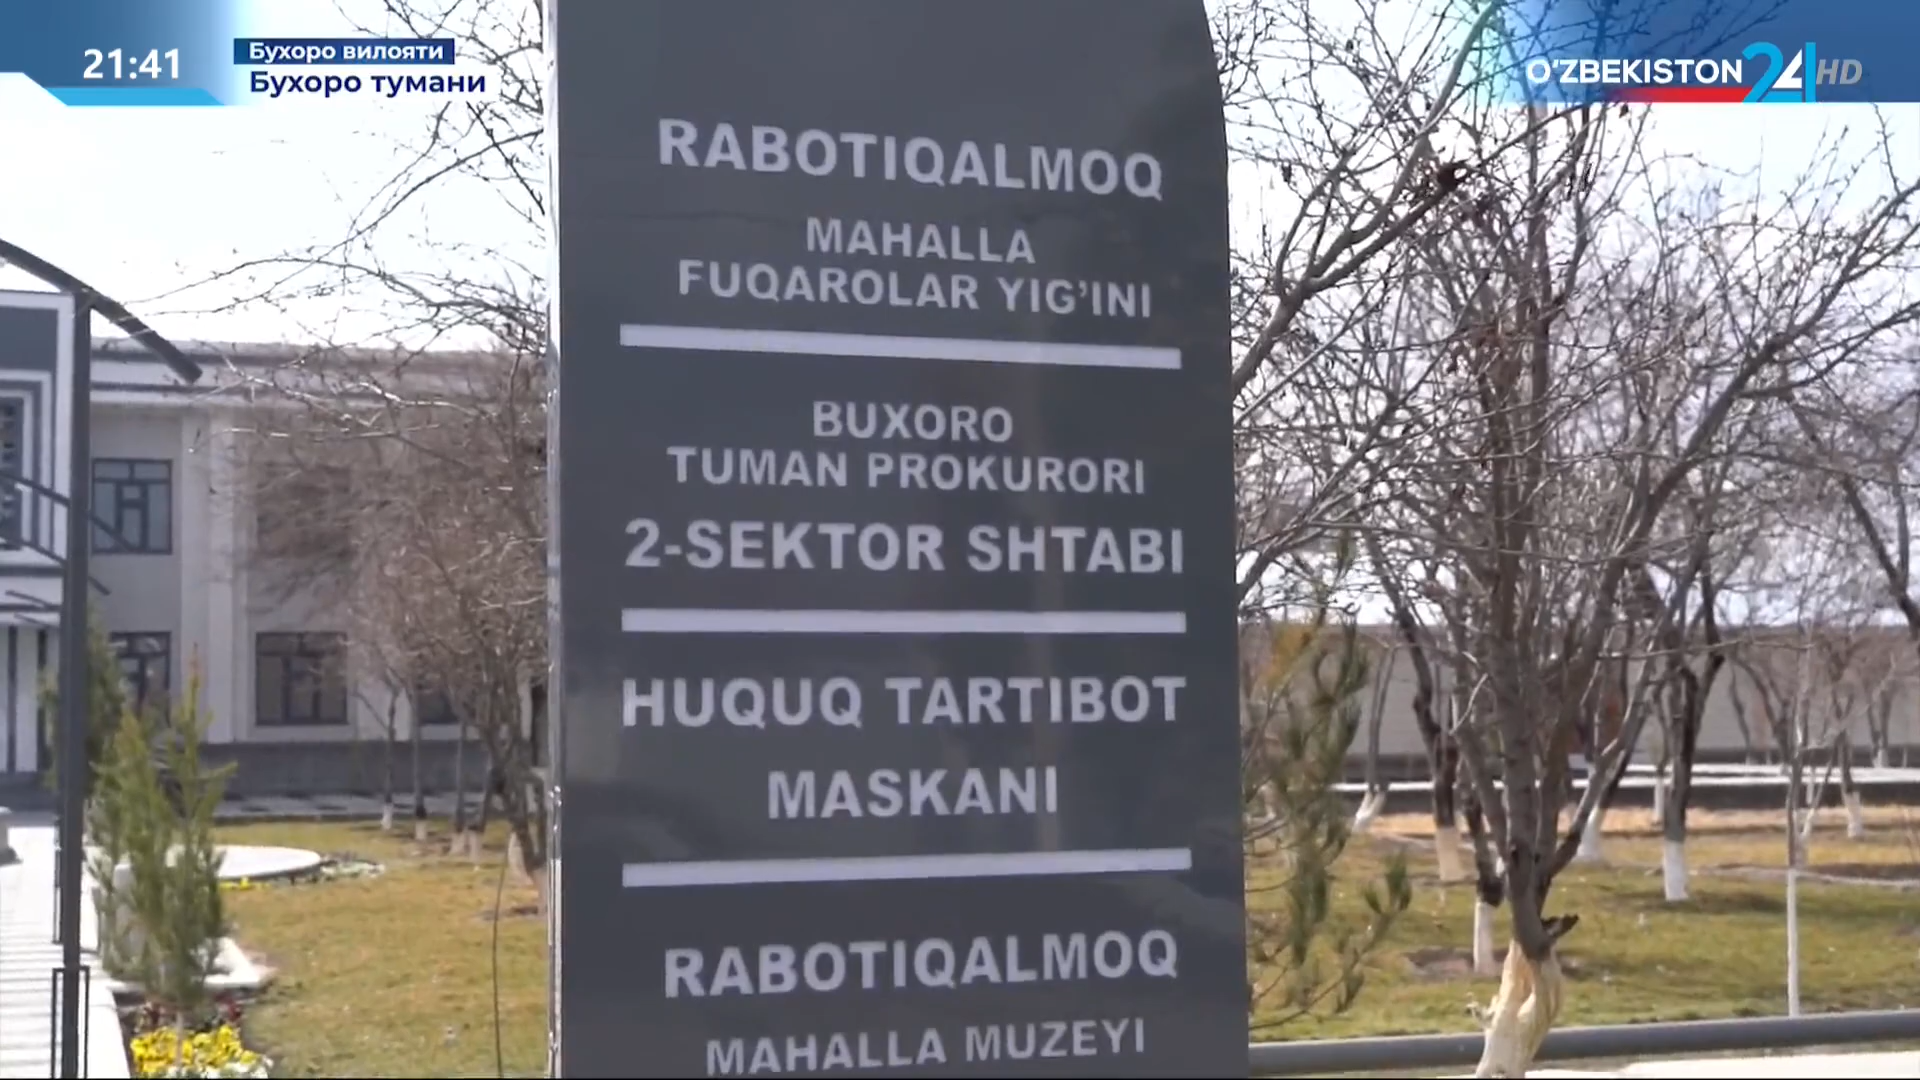 21:41
Бухоро вилояти
Бухоро тумани
O'ZBEKISTON 24 HD
RABOTIQALMOQ
MAHALLA
FUQAROLAR YIG'INI
BUXORO
TUMAN PROKURORI
2-SEKTOR SHTABI
HUQUQ TARTIBOT
MASKANI
RABOTIQALMOQ
MAHALLA MUZEYI